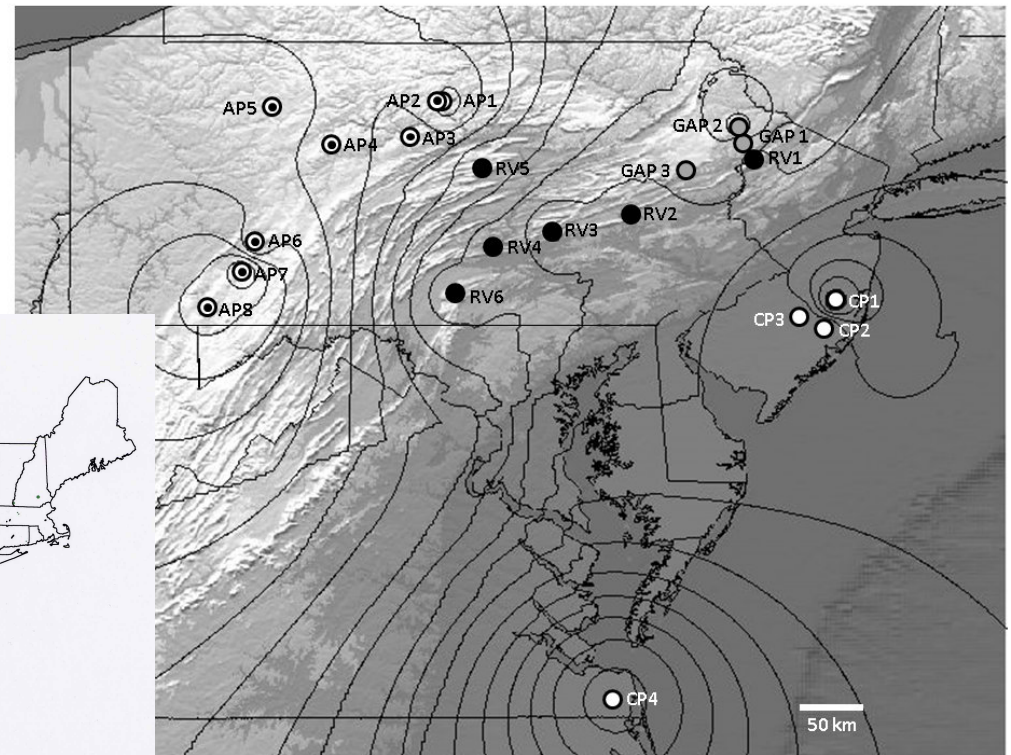 AP2 AP1
AP5
AP4 AP3
GAP 2
GAP 1
RV1
RV5
GAP 3
RV2
RV3
RV4
AP6
AP7
AP8
RV6
CP1
CP3
CP2
CP4
50 km